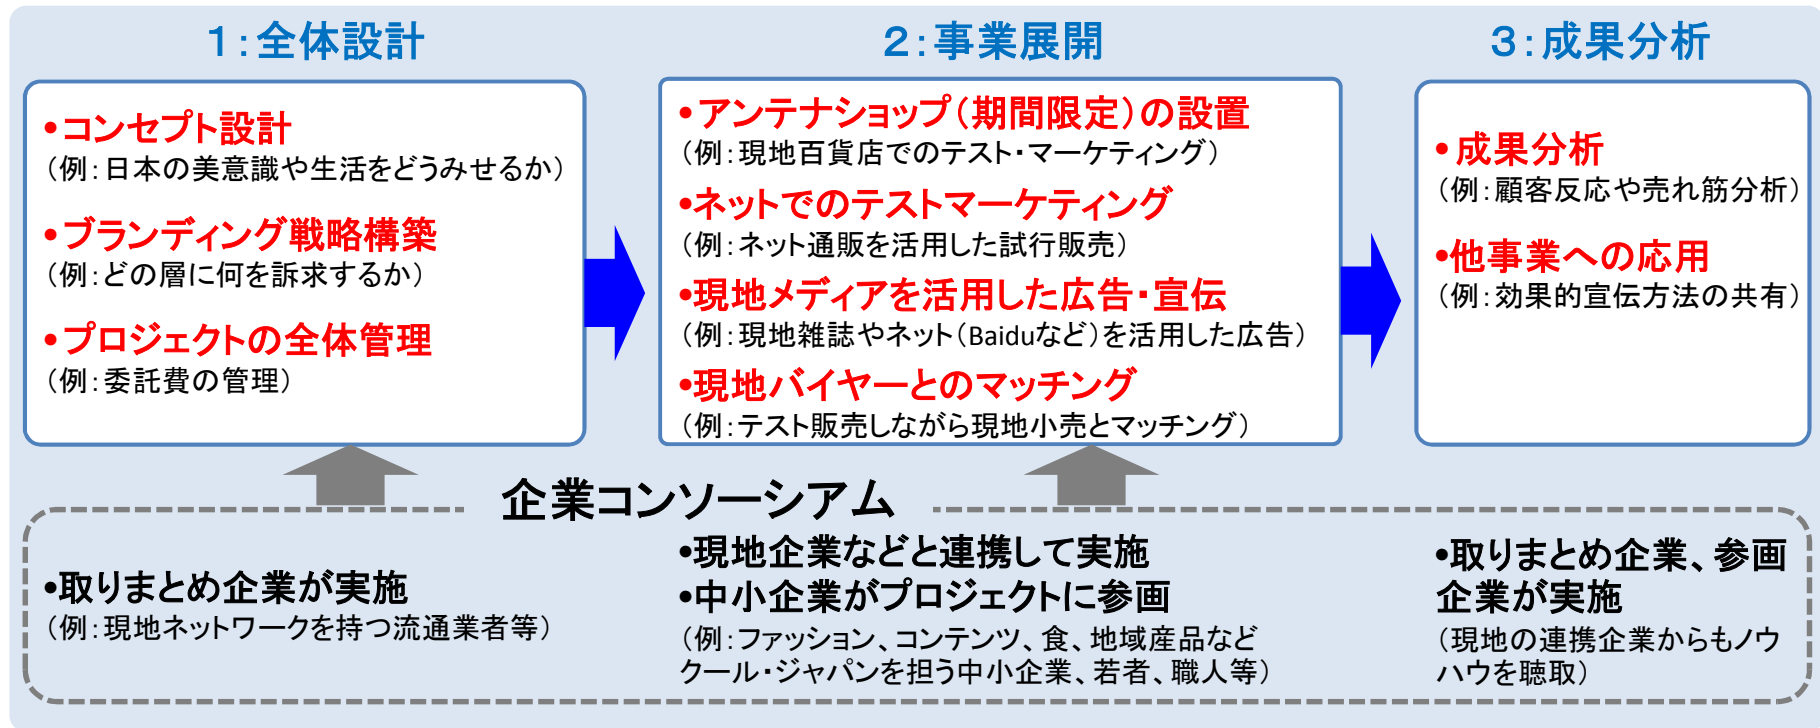 1:全体設計
•コンセプト設計
(例:日本の美意識や生活をどうみせるか)
•ブランディング戦略構築
(例:どの層に何を訴求するか)
•プロジェクトの全体管理
(例:委託費の管理)
2:事業展開
•アンテナショップ(期間限定)の設置
(例:現地百貨店でのテスト・マーケティング)
•ネットでのテストマーケティング
(例:ネット通販を活用した試行販売)
•現地メディアを活用した広告・宣伝
(例:現地雑誌やネット(Baiduなど)を活用した広告)
•現地バイヤーとのマッチング
(例:テスト販売しながら現地小売とマッチング)
3:成果分析
•成果分析
(例:顧客反応や売れ筋分析)
•他事業への応用
(例:効果的宣伝方法の共有)
企業コンソーシアム
•取りまとめ企業が実施
(例:現地ネットワークを持つ流通業者等)
•現地企業などと連携して実施
•中小企業がプロジェクトに参画
(例:ファッション、コンテンツ、食、地域産品など
クール・ジャパンを担う中小企業、若者、職人等)
•取りまとめ企業、参画
企業が実施
(現地の連携企業からもノウ
ハウを聴取)